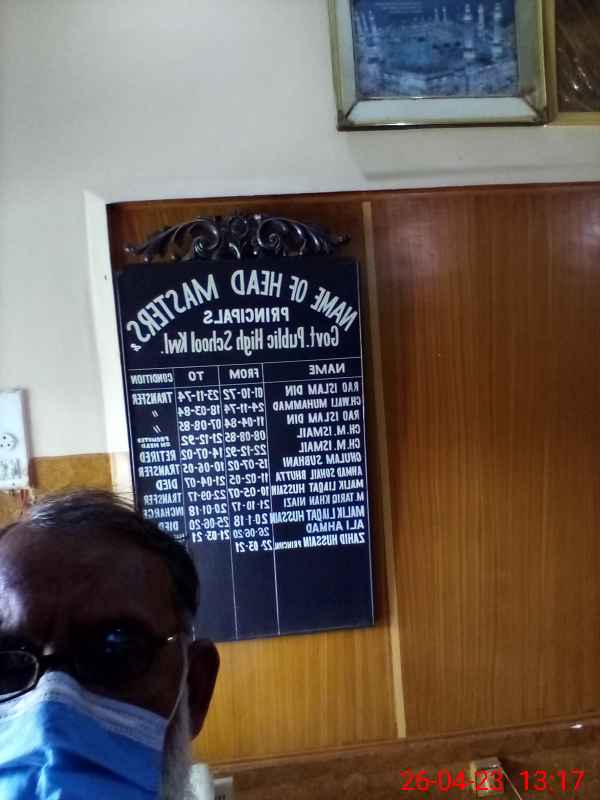 NAME OF HEAD MASTERS &
PRINCIPALS
Govt. Public High School Kwl.
NAME FROM TO CONDITION
RAO ISLAM DIN 01-10-72 23-11-74 TRANSFER
CH.WALI MUHAMMAD 24-11-74 18-03-84 〃
RAO ISLAM DIN 11-04-84 07-08-85 〃
CH.M.ISMAIL 08-08-85 21-12-92 PROMOTED
CH.M.ISMAIL 22-12-92 14-07-02 RETIRED
GHULAM SUBHANI 15-07-02 10-05-05 TRANSFER
AHMAD SOHAIL BHUTTA 11-02-05 21-04-07 DIED
MALIK LIAQAT HUSSAIN 10-05-07 22-09-17 TRANSFER
M.TARIQ KHAN NIAZI 21-10-17 20-01-18 INCHARGE
MALIK LIAQAT HUSSAIN 20-1-18 25-06-20 DIED
ALI AHMAD 26-06-20 21-03-21
ZAHID HUSSAIN PRINCIPAL 22-03-21
26-04-23 13:17